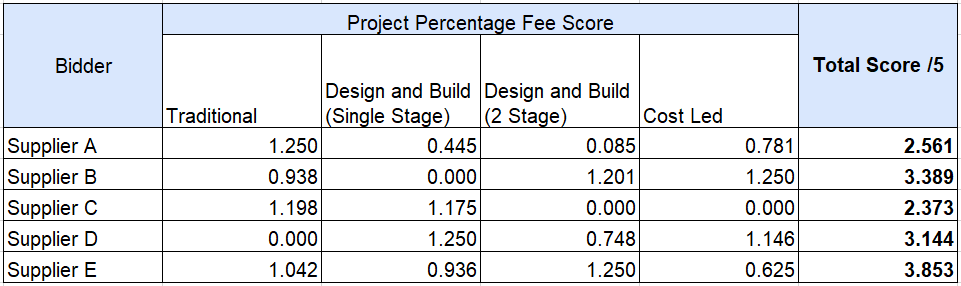 Project Percentage Fee Score
Bidder
Total Score /5
Traditional
Design and Build
(Single Stage)
Design and Build
(2 Stage)
Cost Led
Supplier A 1.250 0.445 0.085 0.781 2.561
Supplier B 0.938 0.000 1.201 1.250 3.389
Supplier C 1.198 1.175 0.000 0.000 2.373
Supplier D 0.000 1.250 0.748 1.146 3.144
Supplier E 1.042 0.936 1.250 0.625 3.853